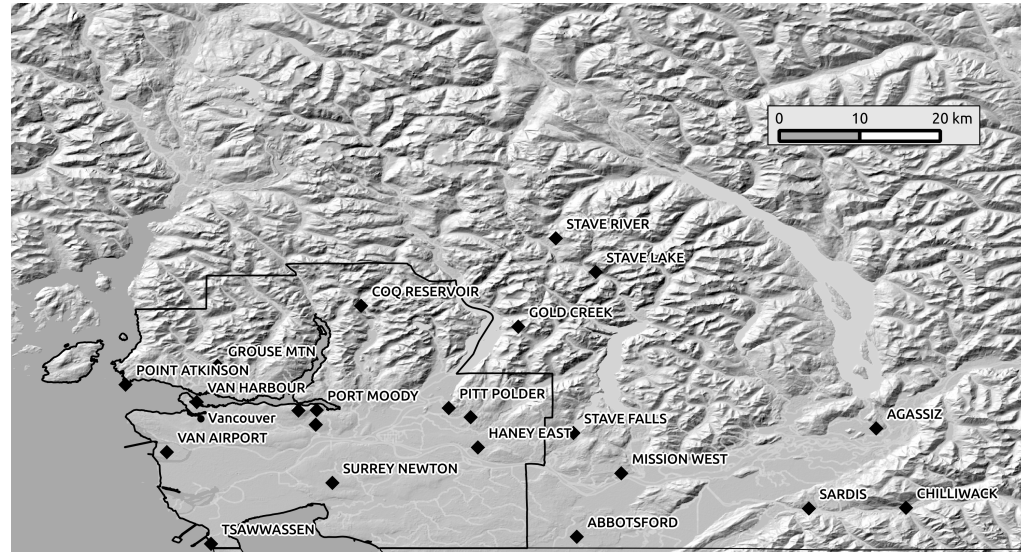 0 10 20 km
STAVE RIVER
STAVE LAKE
COQ RESERVOIR
GOLD CREEK
GROUSE MTN
POINT ATKINSON
VAN HARBOUR
PORT MOODY
PITT POLDER
Vancouver
STAVE FALLS
AGASSIZ
HANEY EAST
VAN AIRPORT
MISSION WEST
SURREY NEWTON
SARDIS
CHILLIWACK
ABBOTSFORD
TSAWWASSEN